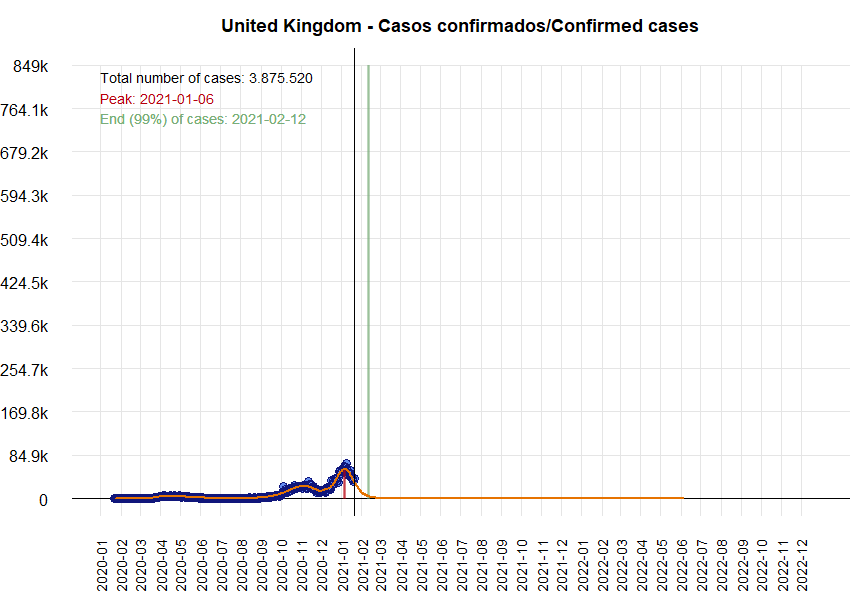 United Kingdom - Casos confirmados/Confirmed cases
849k
Total number of cases: 3.875.520
Peak: 2021-01-06
764.1k
End (99%) of cases: 2021-02-12
679.2k
594.3k
509.4k
424.5k
339.6k
254.7k
169.8k
84.9k
0
2020-01
2020-02
2020-03
2020-04
2020-05
2020-06
2020-07
2020-08
2020-09
2020-10
2020-11
2020-12
2021-01
2021-02
2021-03
2021-04
2021-05
2021-06
2021-07
2021-08
2021-09
2021-10
2021-11
2021-12
2022-01
2022-02
2022-03
2022-04
2022-05
2022-06
2022-07
2022-08
2022-09
2022-10
2022-11
2022-12